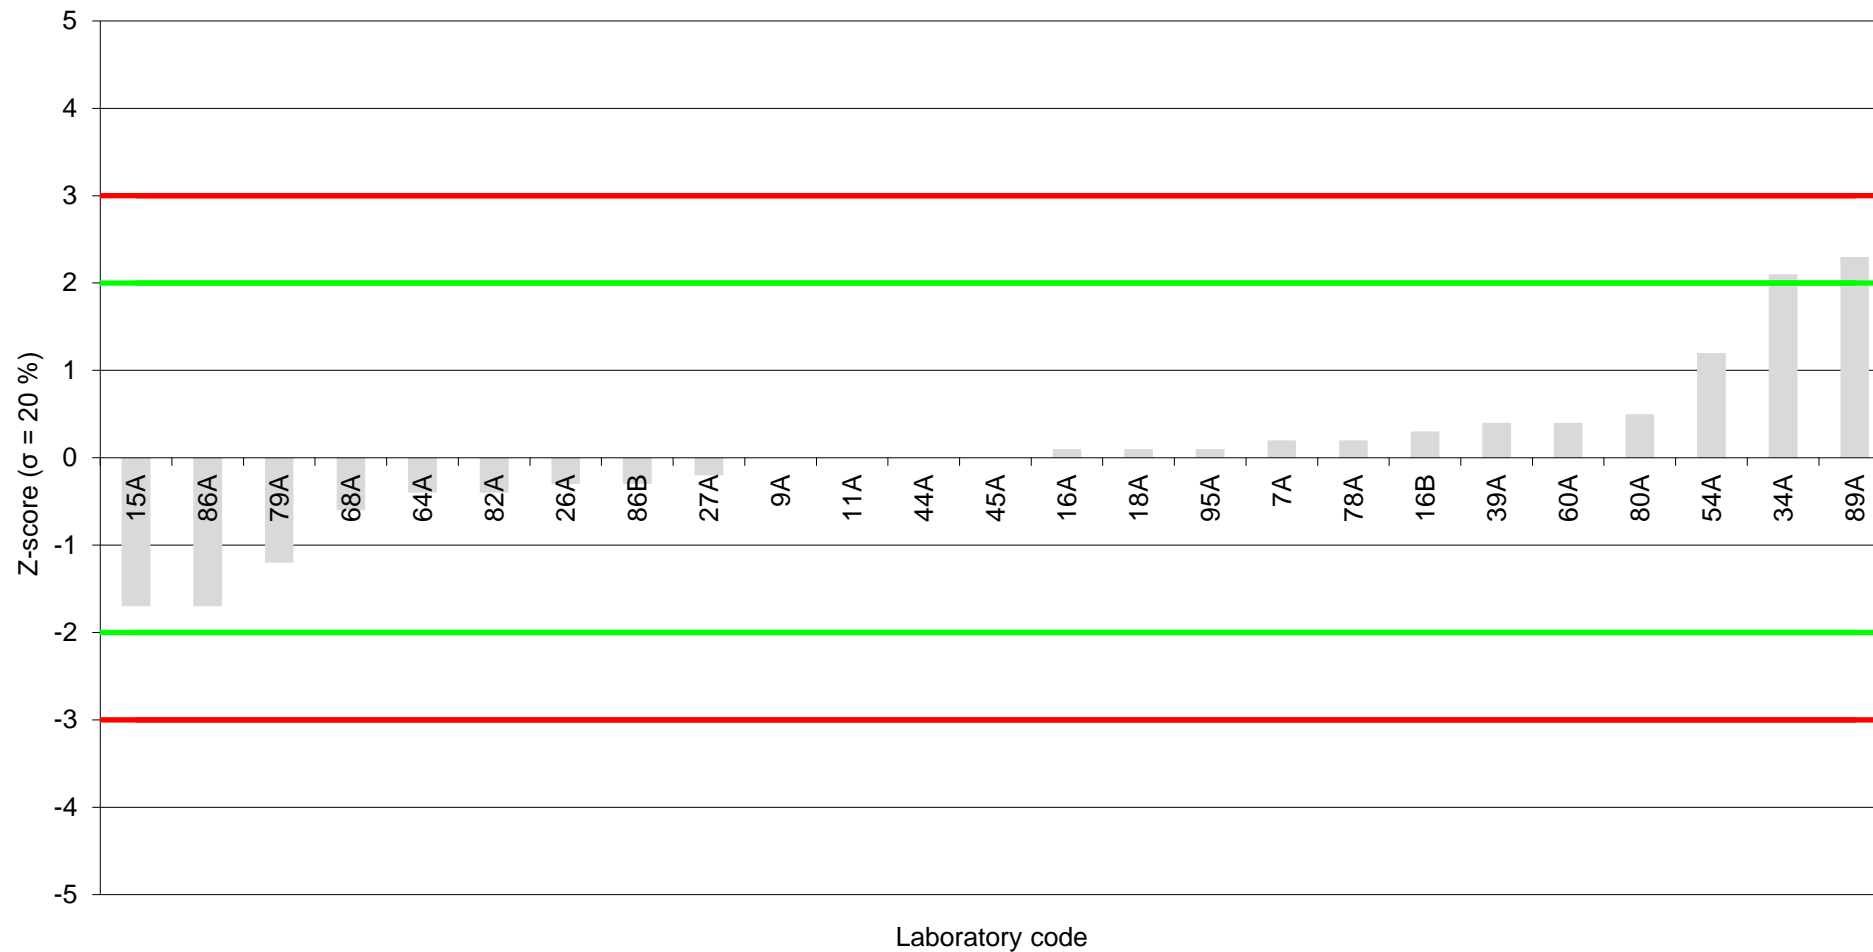 5
4
3
2
1
0
-1
-2
-3
-4
-5
Z-score (σ = 20 %)
15A
86A
79A
68A
64A
82A
26A
86B
27A
9A
11A
44A
45A
16A
18A
95A
7A
78A
16B
39A
60A
80A
54A
34A
89A
Laboratory code